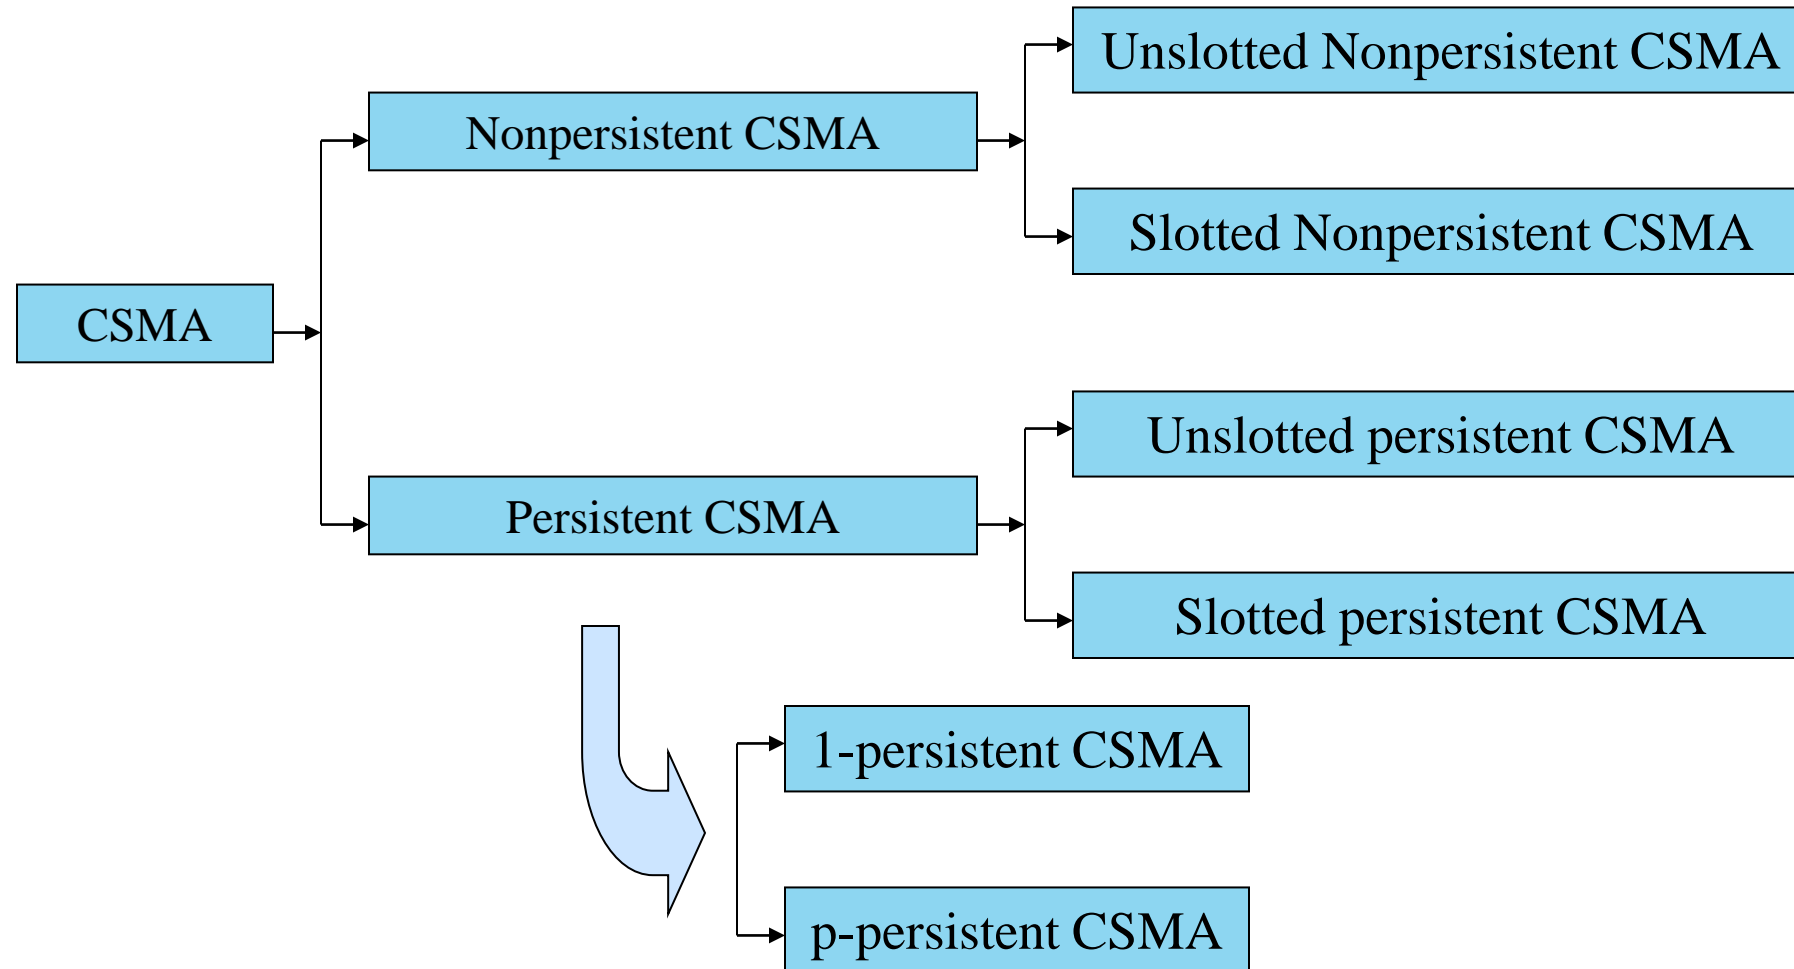 Unslotted Nonpersistent CSMA
Nonpersistent CSMA
Slotted Nonpersistent CSMA
CSMA
Unslotted persistent CSMA
Persistent CSMA
Slotted persistent CSMA
1-persistent CSMA
p-persistent CSMA